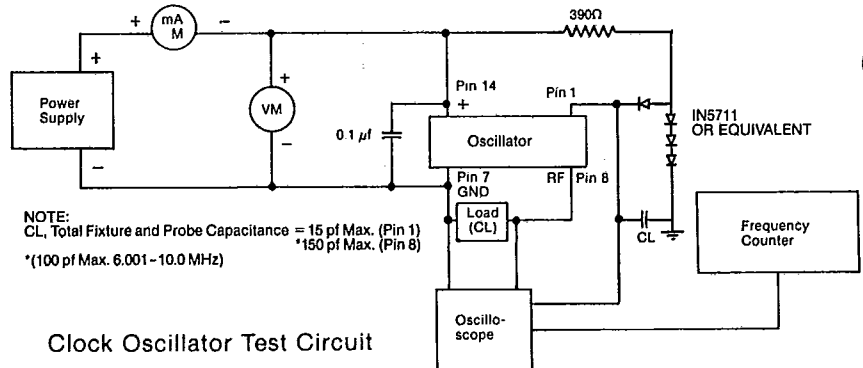 390Ω
+ mA M −
+
Power Supply
−
+
VM
−
0.1 μf
Pin 14
+
Pin 1
Oscillator
IN5711
OR EQUIVALENT
Pin 7
GND
RF Pin 8
Load
(CL)
CL
Frequency
Counter
NOTE:
CL, Total Fixture and Probe Capacitance = 15 pf Max. (Pin 1)
*150 pf Max. (Pin 8)
*(100 pf Max. 6.001-10.0 MHz)
Oscillo-
scope
Clock Oscillator Test Circuit